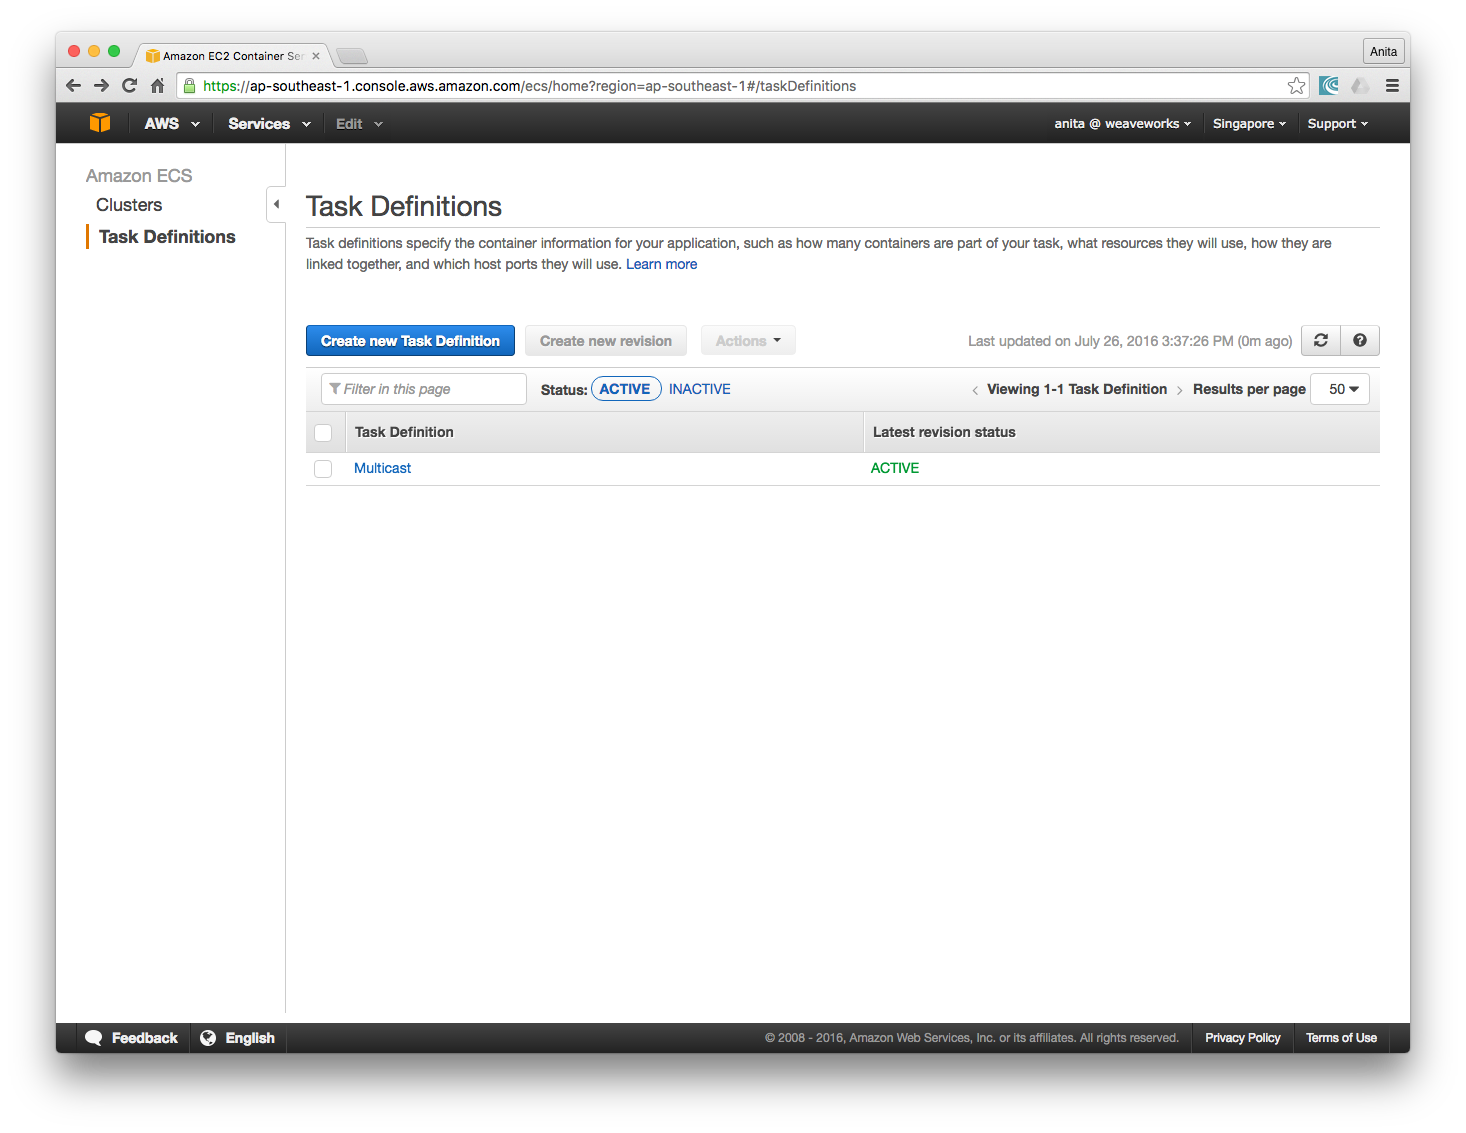 Amazon EC2 Container Ser
Anita
https://ap-southeast-1.console.aws.amazon.com/ecs/home?region=ap-southeast-1#/taskDefinitions
AWS Services Edit anita @ weaveworks Singapore Support
Amazon ECS
Clusters
Task Definitions
Task Definitions
Task definitions specify the container information for your application, such as how many containers are part of your task, what resources they will use, how they are
linked together, and which host ports they will use. Learn more
Create new Task Definition Create new revision Actions Last updated on July 26, 2016 3:37:26 PM (0m ago)
Filter in this page Status: ACTIVE INACTIVE Viewing 1-1 Task Definition Results per page 50
Task Definition Latest revision status
Multicast ACTIVE
Feedback English © 2008 - 2016, Amazon Web Services, Inc. or its affiliates. All rights reserved. Privacy Policy Terms of Use